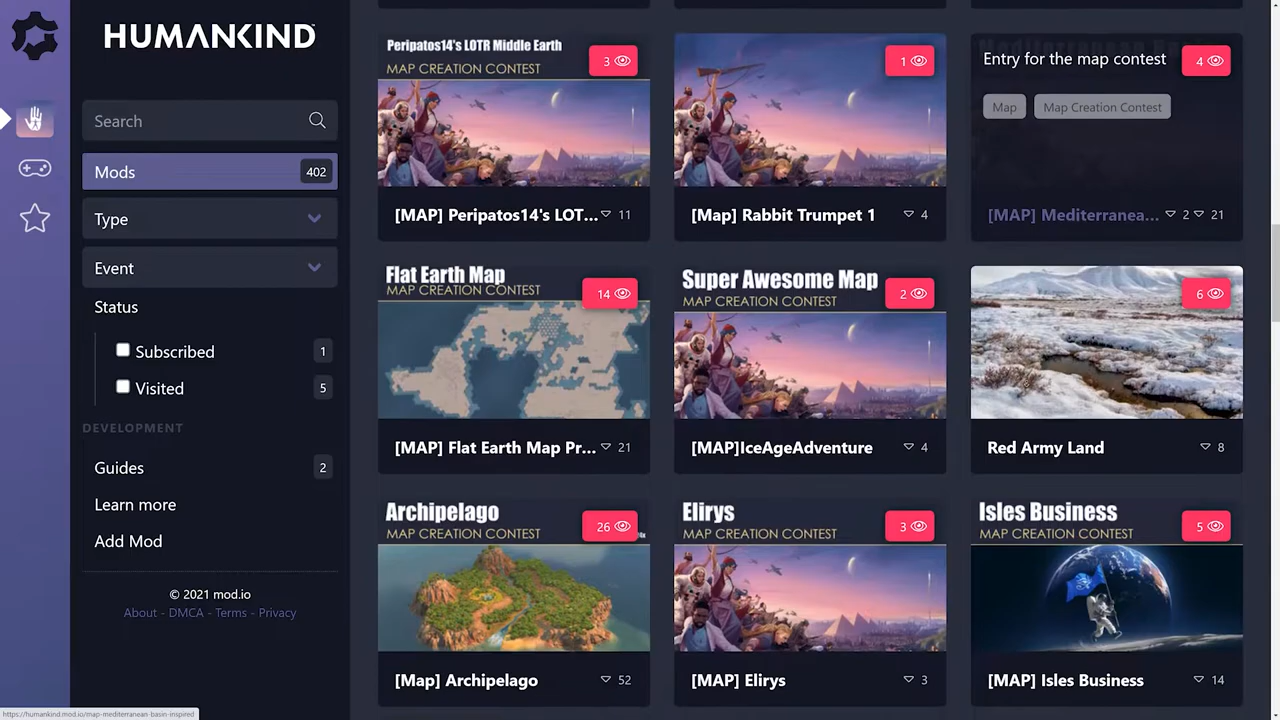 HUMANKIND™
Search
Mods 402
Type
Event
Status
Subscribed 1
Visited 5
DEVELOPMENT
Guides 2
Learn more
Add Mod
© 2021 mod.io
About - DMCA - Terms - Privacy
Peripatos14's LOTR Middle Earth
MAP CREATION CONTEST
3
[MAP] Peripatos14's LOT... 11
1
[Map] Rabbit Trumpet 1 4
Entry for the map contest
4
Map Map Creation Contest
[MAP] Mediterranea... 2 21
Flat Earth Map
MAP CREATION CONTEST
14
[MAP] Flat Earth Map Pr... 21
Super Awesome Map
MAP CREATION CONTEST
2
[MAP]IceAgeAdventure 4
6
Red Army Land 8
Archipelago
MAP CREATION CONTEST
26
[Map] Archipelago 52
Elirys
MAP CREATION CONTEST
3
[MAP] Elirys 3
Isles Business
MAP CREATION CONTEST
5
[MAP] Isles Business 14
https://humankind.mod.io/map-mediterranean-basin-inspired